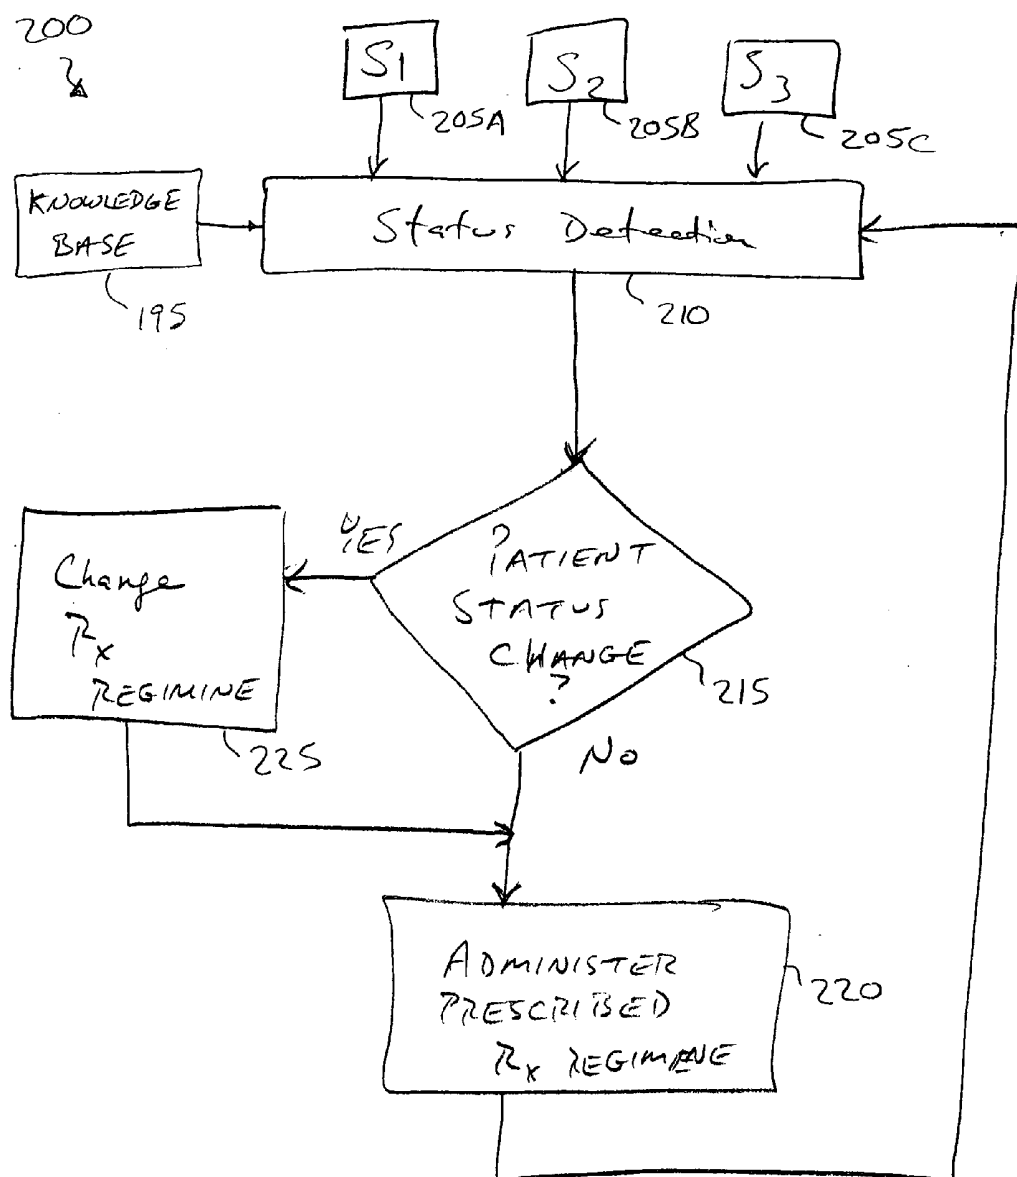 200
S1
S2
S3
205A
205B
205C
KNOWLEDGE
BASE
Status Detection
195
210
YES
PATIENT
STATUS
CHANGE
?
Change
Rx
REGIMINE
215
225
NO
ADMINISTER
PRESCRIBED
Rx REGIMINE
220